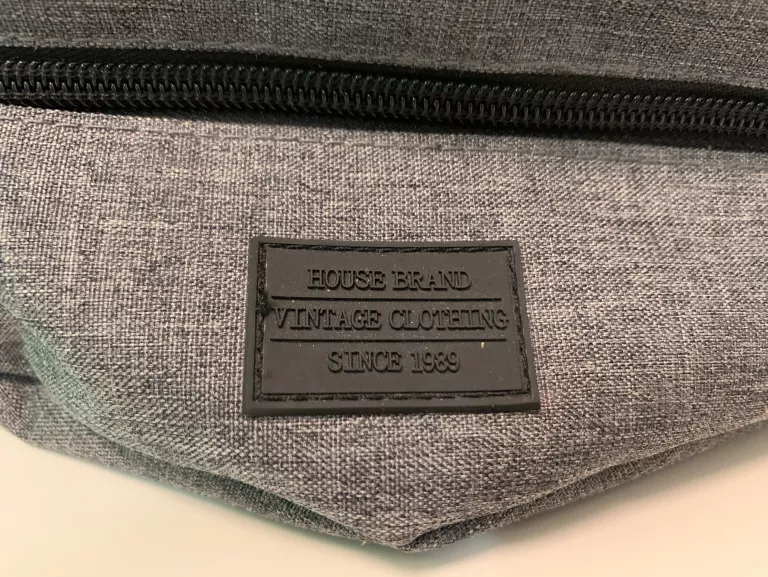 HOUSE BRAND
VINTAGE CLOTHING
SINCE 1989